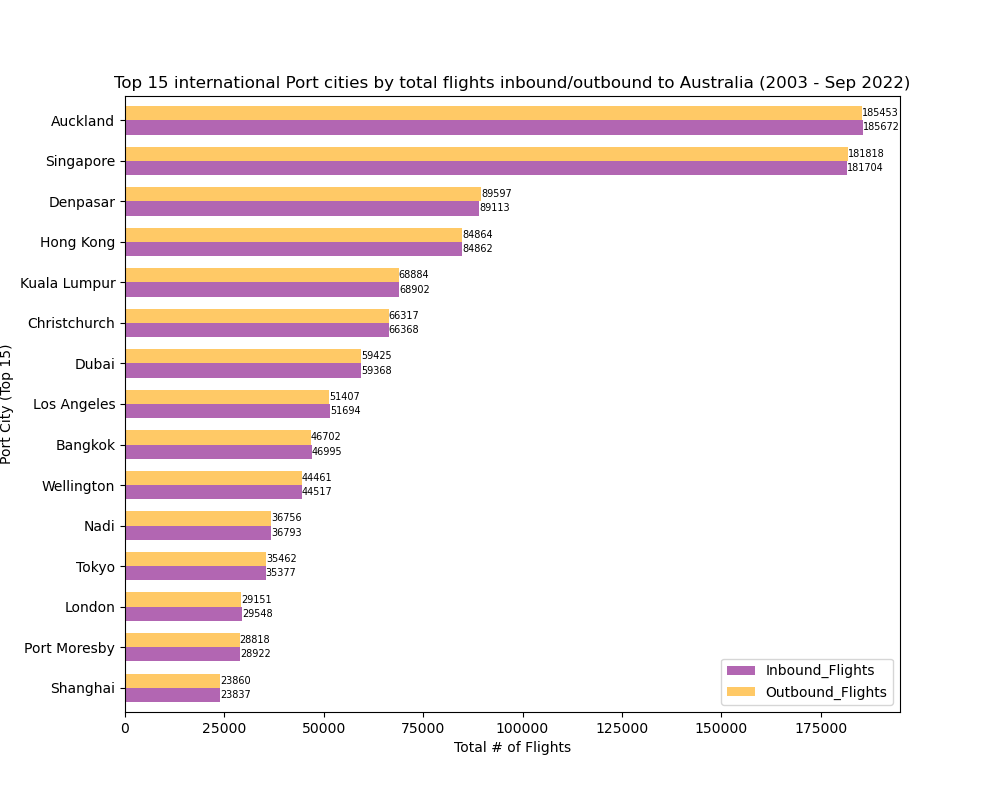 Top 15 international Port cities by total flights inbound/outbound to Australia (2003 - Sep 2022)
Port City (Top 15)
Auckland
185453
185672
Singapore
181818
181704
Denpasar
89597
89113
Hong Kong
84864
84862
Kuala Lumpur
68884
68902
Christchurch
66317
66368
Dubai
59425
59368
Los Angeles
51407
51694
Bangkok
46702
46995
Wellington
44461
44517
Nadi
36756
36793
Tokyo
35462
35377
London
29151
29548
Port Moresby
28818
28922
Shanghai
23860
23837
Inbound_Flights
Outbound_Flights
0 25000 50000 75000 100000 125000 150000 175000
Total # of Flights